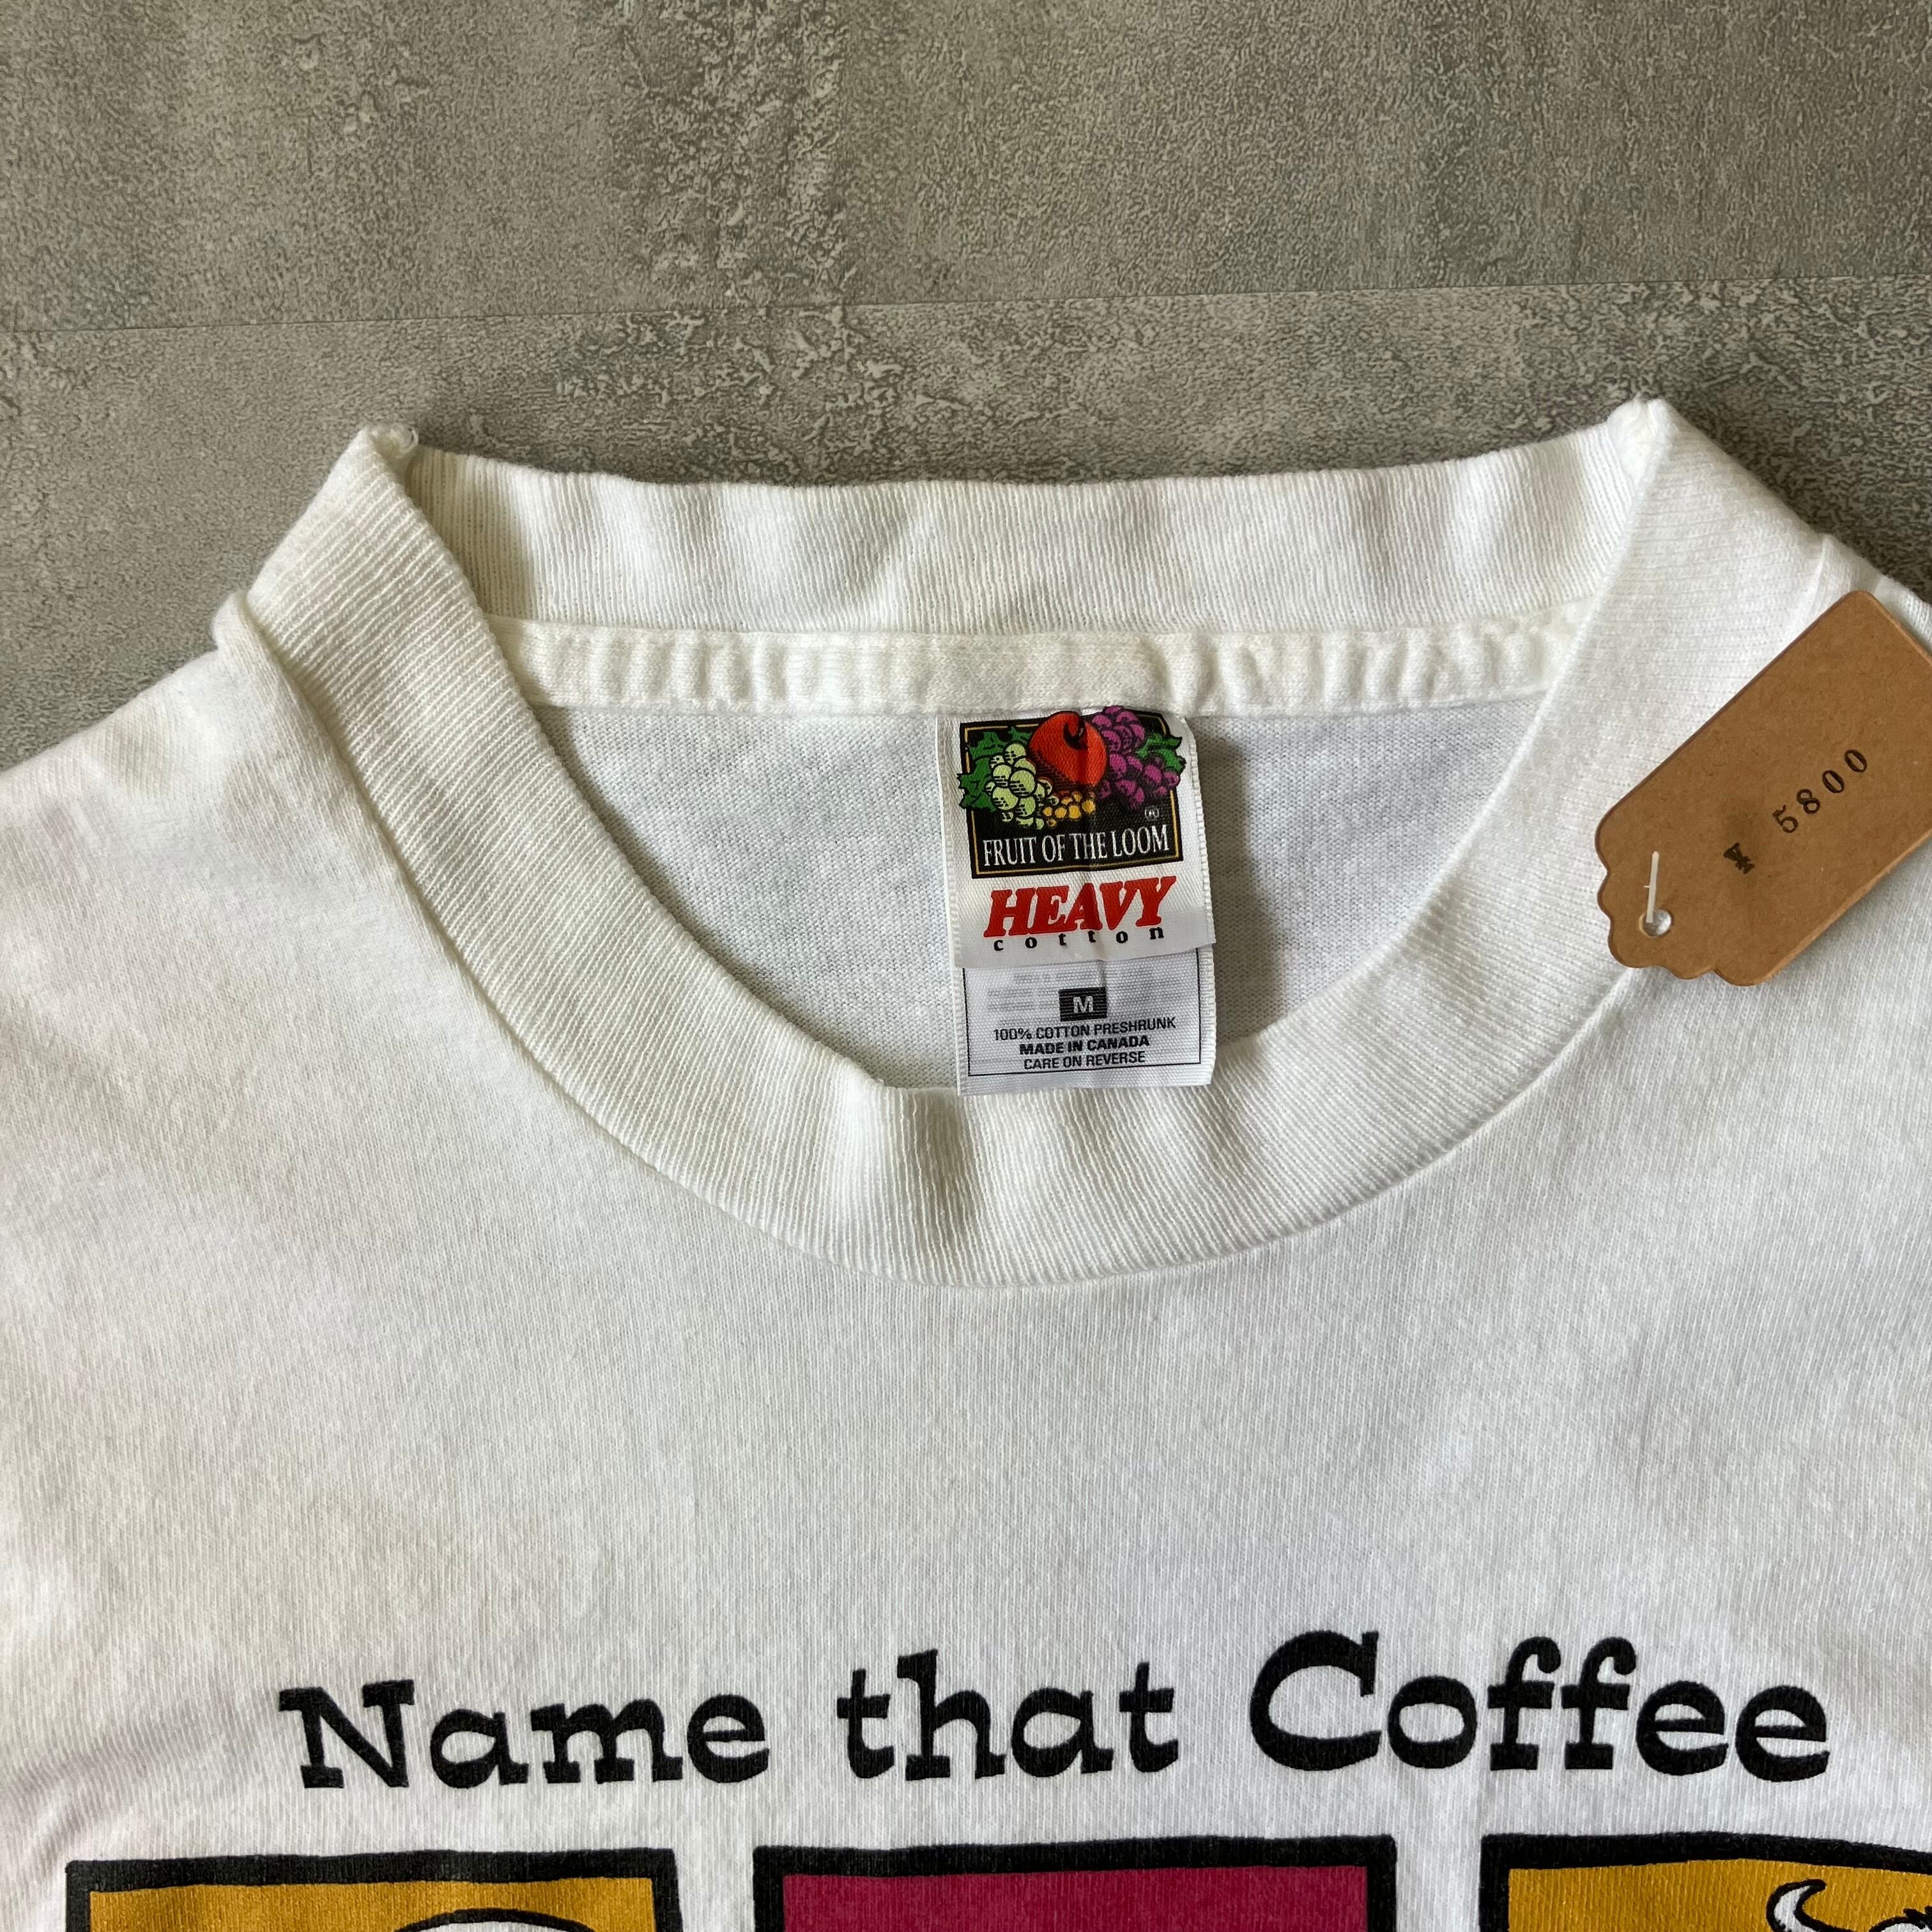 FRUIT OF THE LOOM
®
HEAVY
cotton
M
100% COTTON PRESHRUNK
MADE IN CANADA
CARE ON REVERSE
¥ 5800
Name that Coffee